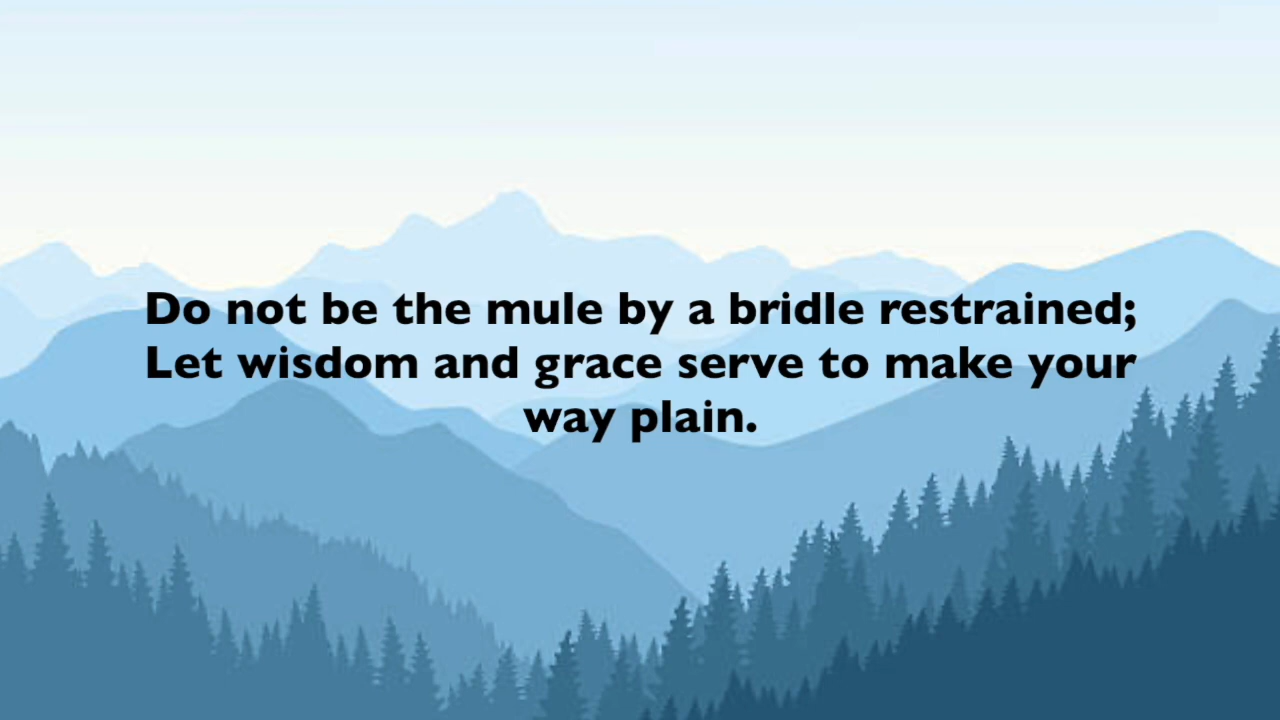 Do not be the mule by a bridle restrained;
Let wisdom and grace serve to make your
way plain.